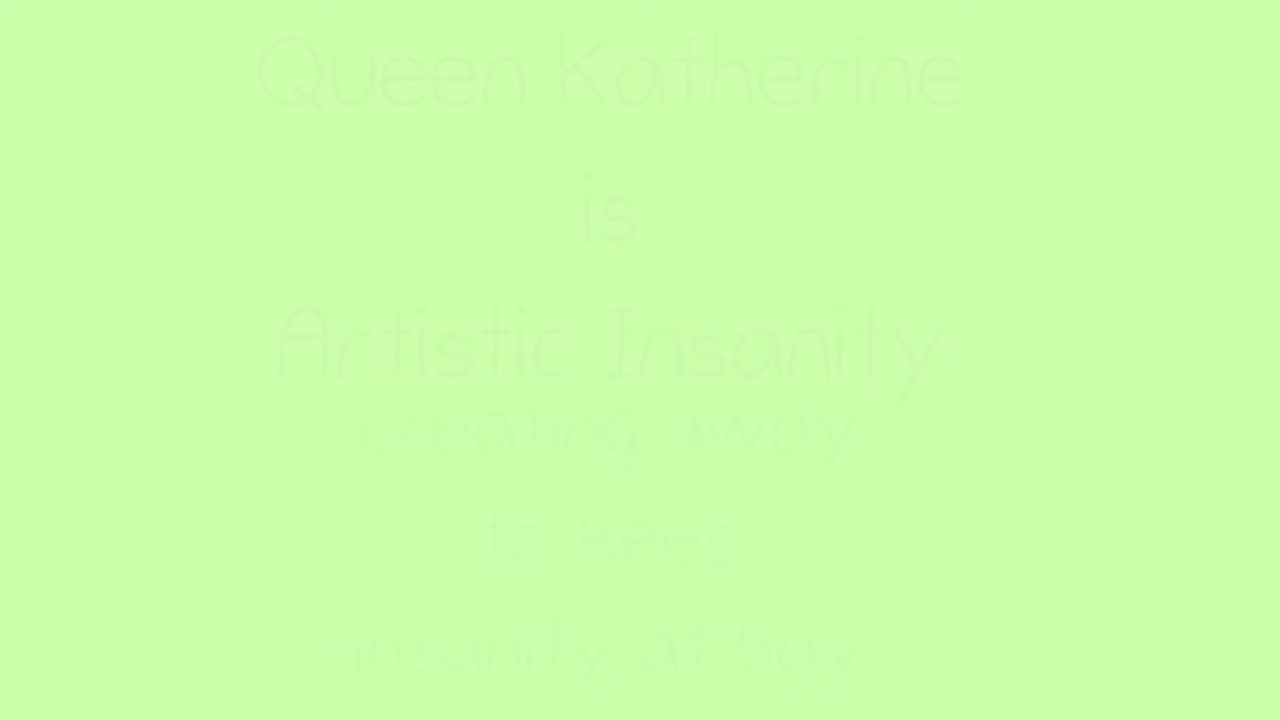 Queen Katherine
is
Artistic Insanity
creating away
to keep
insanity at bay